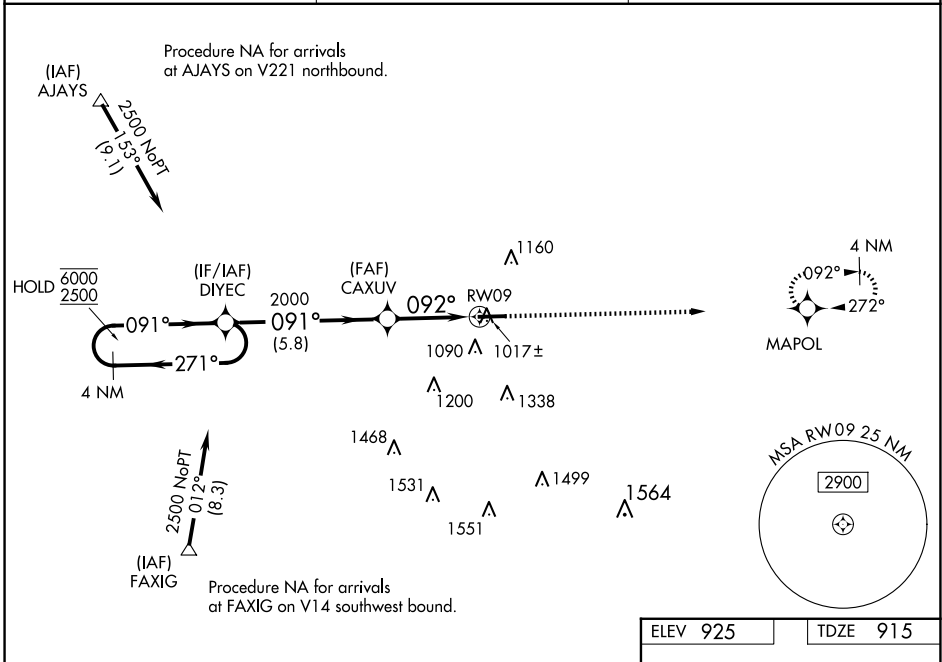 Procedure NA for arrivals
at AJAYS on V221 northbound.
(IAF)
AJAYS
2500 NoPT
153°
(9.1)
1160
4 NM
092°
272°
MAPOL
HOLD 6000
2500
(IF/IAF)
DIYEC
2000
091°
(5.8)
(FAF)
CAXUV
092°
RW09
091°
271°
4 NM
1090
1017±
1200
1338
1468
1531
1499
1551
1564
MSA RW09 25 NM
2900
2500 NoPT
012°
(8.3)
(IAF)
FAXIG
Procedure NA for arrivals
at FAXIG on V14 southwest bound.
ELEV 925
TDZE 915